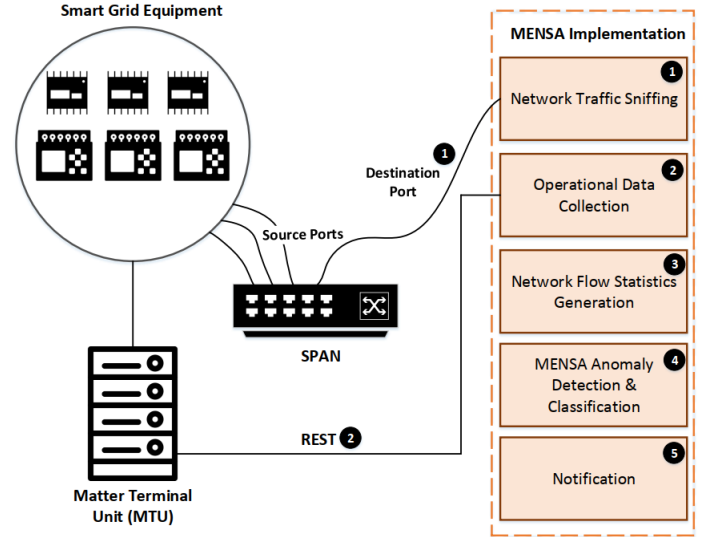 Smart Grid Equipment
MENSA Implementation
1
Network Traffic Sniffing
1
Destination
Port
2
Operational Data
Collection
Source Ports
3
Network Flow Statistics
Generation
SPAN
4
MENSA Anomaly
Detection &
Classification
REST 2
5
Notification
Matter Terminal
Unit (MTU)